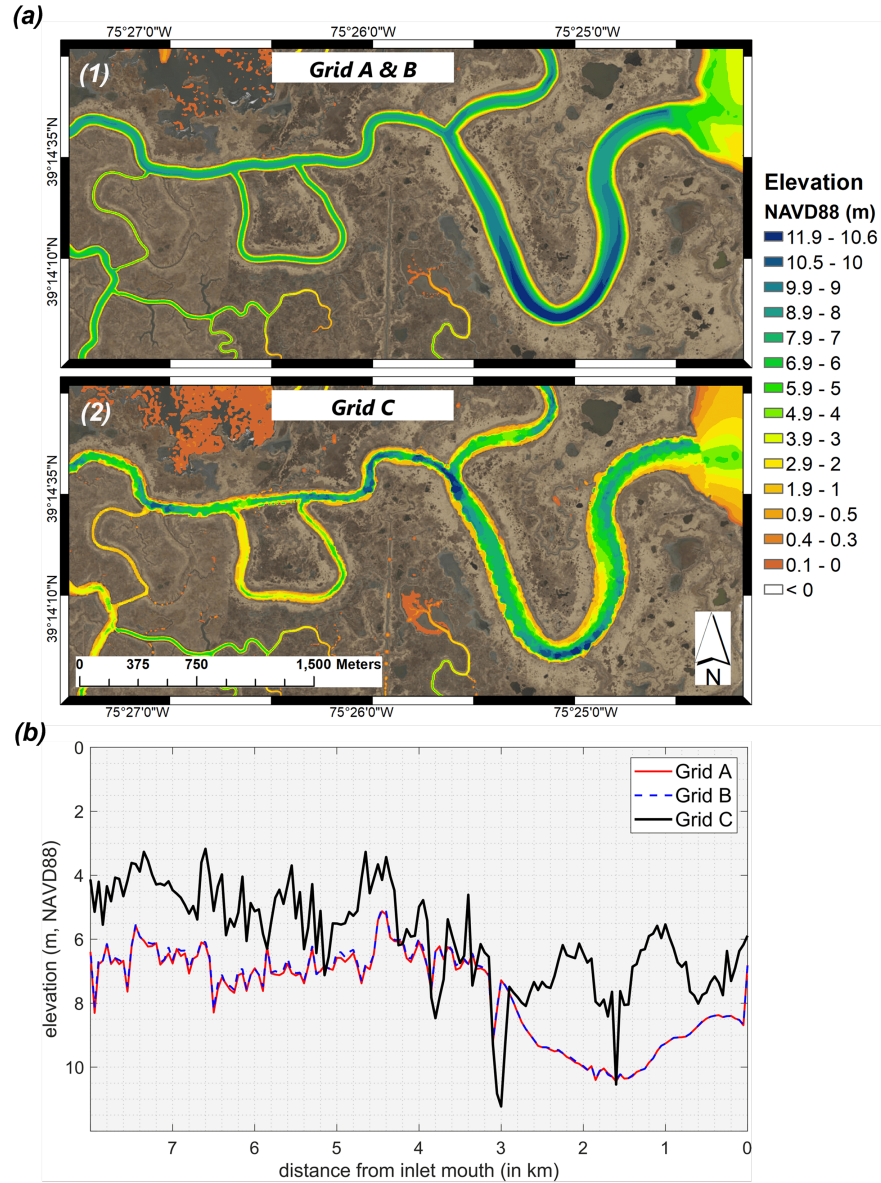 (a)
75°27'0"W 75°26'0"W 75°25'0"W
(1)
Grid A & B
39°14'35"N
39°14'10"N
(2)
Grid C
39°14'35"N
39°14'10"N
0 375 750 1,500 Meters
N
75°27'0"W 75°26'0"W 75°25'0"W
Elevation
NAVD88 (m)
11.9 - 10.6
10.5 - 10
9.9 - 9
8.9 - 8
7.9 - 7
6.9 - 6
5.9 - 5
4.9 - 4
3.9 - 3
2.9 - 2
1.9 - 1
0.9 - 0.5
0.4 - 0.3
0.1 - 0
< 0
(b)
0
2
4
6
8
10
elevation (m, NAVD88)
Grid A
Grid B
Grid C
7 6 5 4 3 2 1 0
distance from inlet mouth (in km)